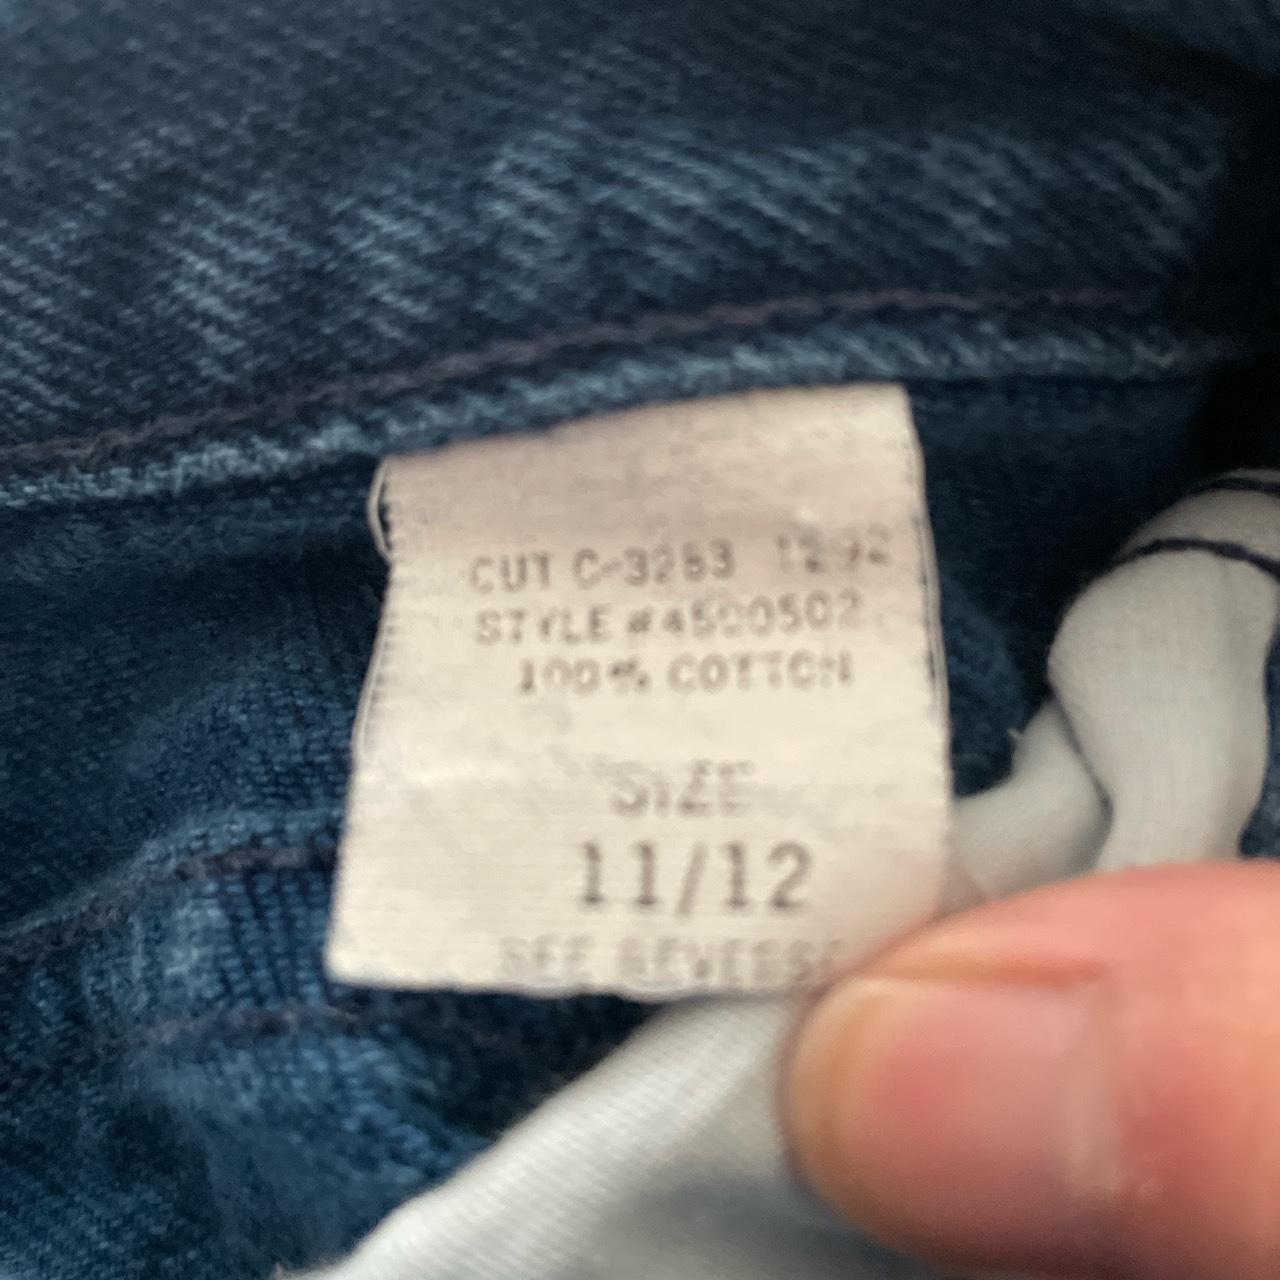 CUT C-3283 12 92
STYLE #4500502
100% COTTON
SIZE
11/12
SEE REVERSE